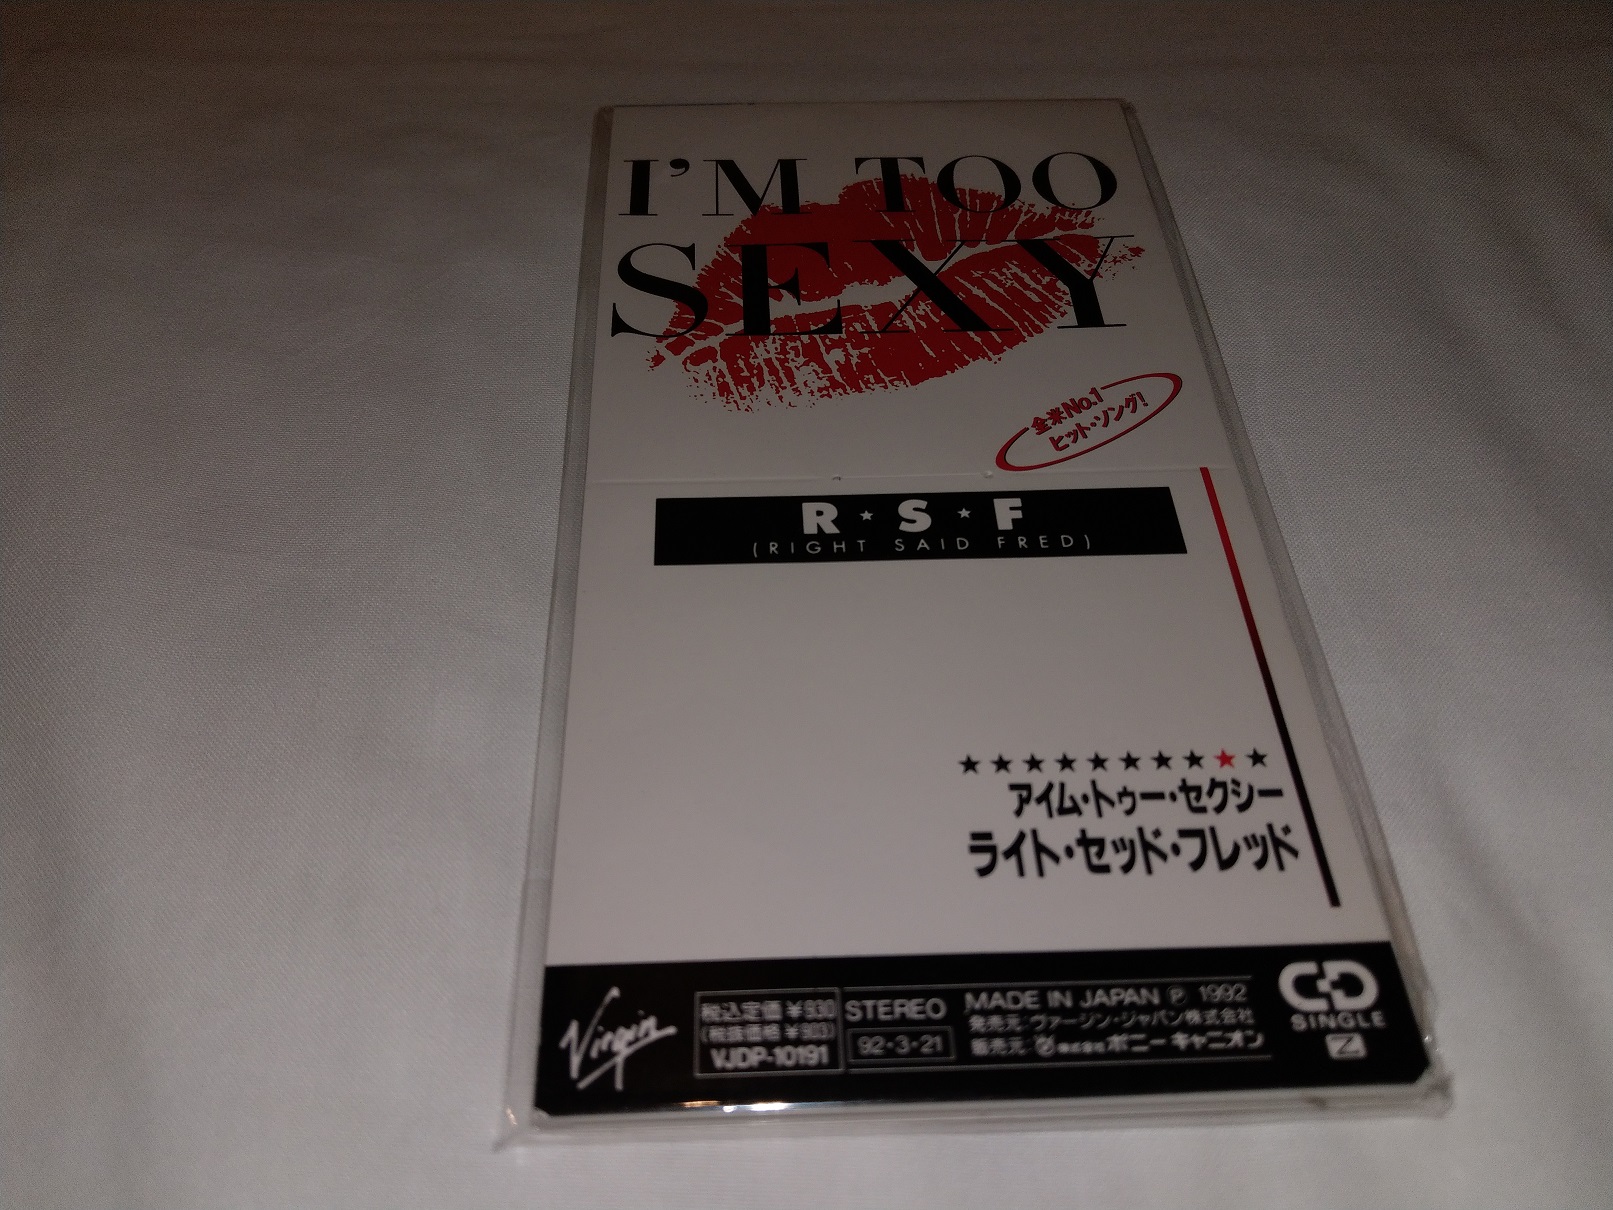 I'M TOO
SEXY
全米No.1
ヒット・ソング!
R★S★F
(RIGHT SAID FRED)
★★★★★★★★★★
アイム・トゥー・セクシー
ライト・セッド・フレッド
Virgin
税込定価 ¥930
(税抜価格 ¥903)
VJDP-10191
STEREO
92・3・21
MADE IN JAPAN Ⓟ 1992
発売元:ヴァージン・ジャパン株式会社
販売元:株式会社ポニーキャニオン
CD
SINGLE
Z